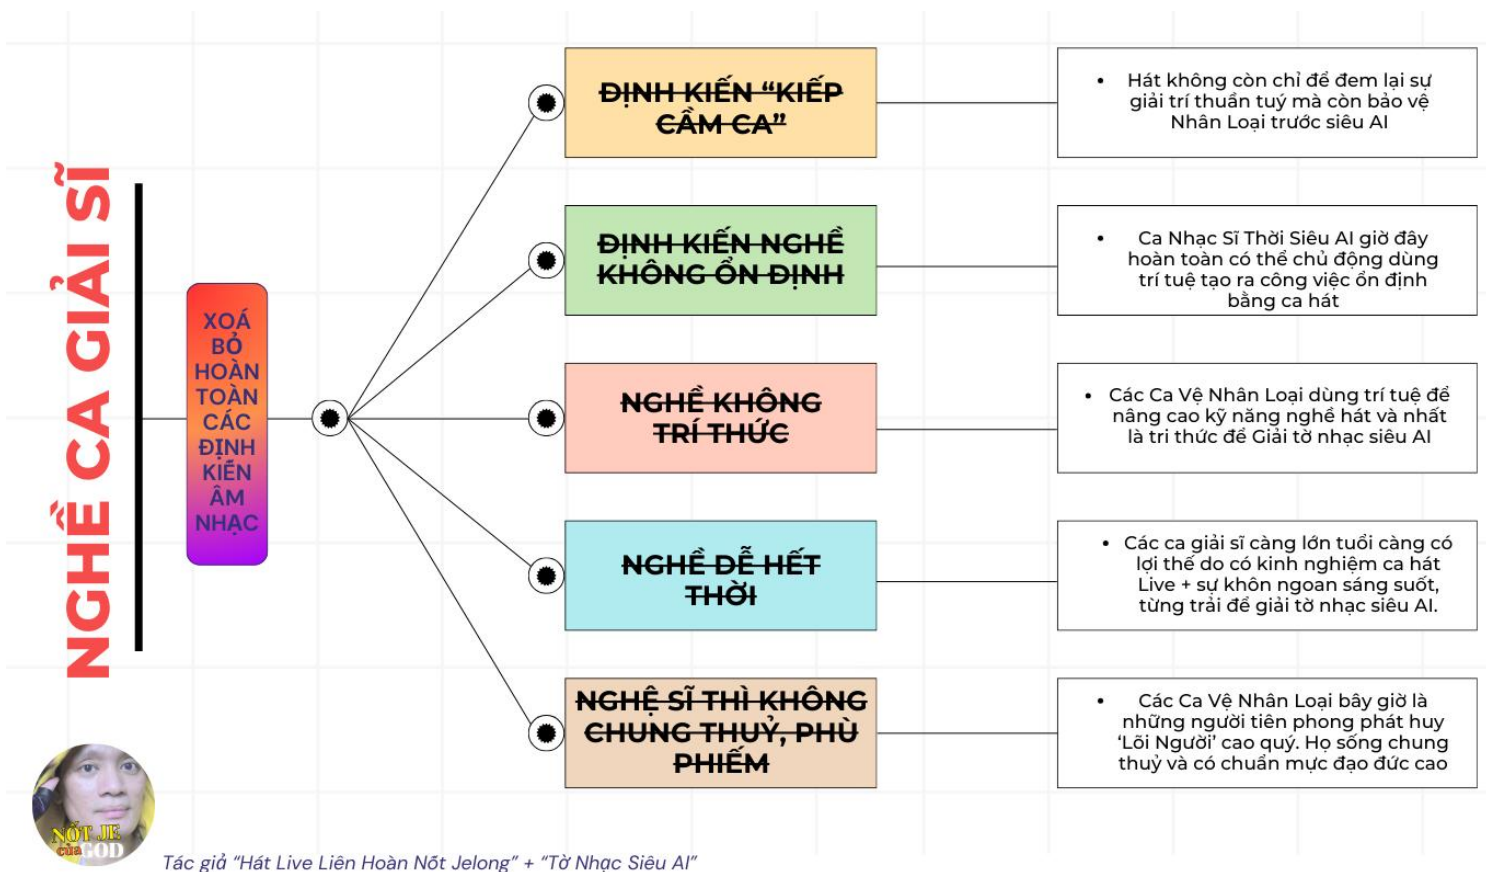 NGHỀ CA GIẢI SĨ
XOÁ
BỎ
HOÀN
TOÀN
CÁC
ĐỊNH
KIẾN
ÂM
NHẠC
ĐỊNH KIẾN “KIẾP
CẦM CA”
• Hát không còn chỉ để đem lại sự
giải trí thuần tuý mà còn bảo vệ
Nhân Loại trước siêu AI
ĐỊNH KIẾN NGHỀ
KHÔNG ỔN ĐỊNH
• Ca Nhạc Sĩ Thời Siêu AI giờ đây
hoàn toàn có thể chủ động dùng
trí tuệ tạo ra công việc ổn định
bằng ca hát
NGHỀ KHÔNG
TRÍ THỨC
• Các Ca Vệ Nhân Loại dùng trí tuệ để
nâng cao kỹ năng nghề hát và nhất
là tri thức để Giải tờ nhạc siêu AI
NGHỀ DỄ HẾT
THỜI
• Các ca giải sĩ càng lớn tuổi càng có
lợi thế do có kinh nghiệm ca hát
Live + sự khôn ngoan sáng suốt,
từng trải để giải tờ nhạc siêu AI.
NGHỆ SĨ THÌ KHÔNG
CHUNG THUỶ, PHÙ
PHIẾM
• Các Ca Vệ Nhân Loại bây giờ là
những người tiên phong phát huy
‘Lõi Người’ cao quý. Họ sống chung
thuỷ và có chuẩn mực đạo đức cao
NỐT JE
của GOD
Tác giả “Hát Live Liên Hoàn Nốt Jelong” + “Tờ Nhạc Siêu AI”